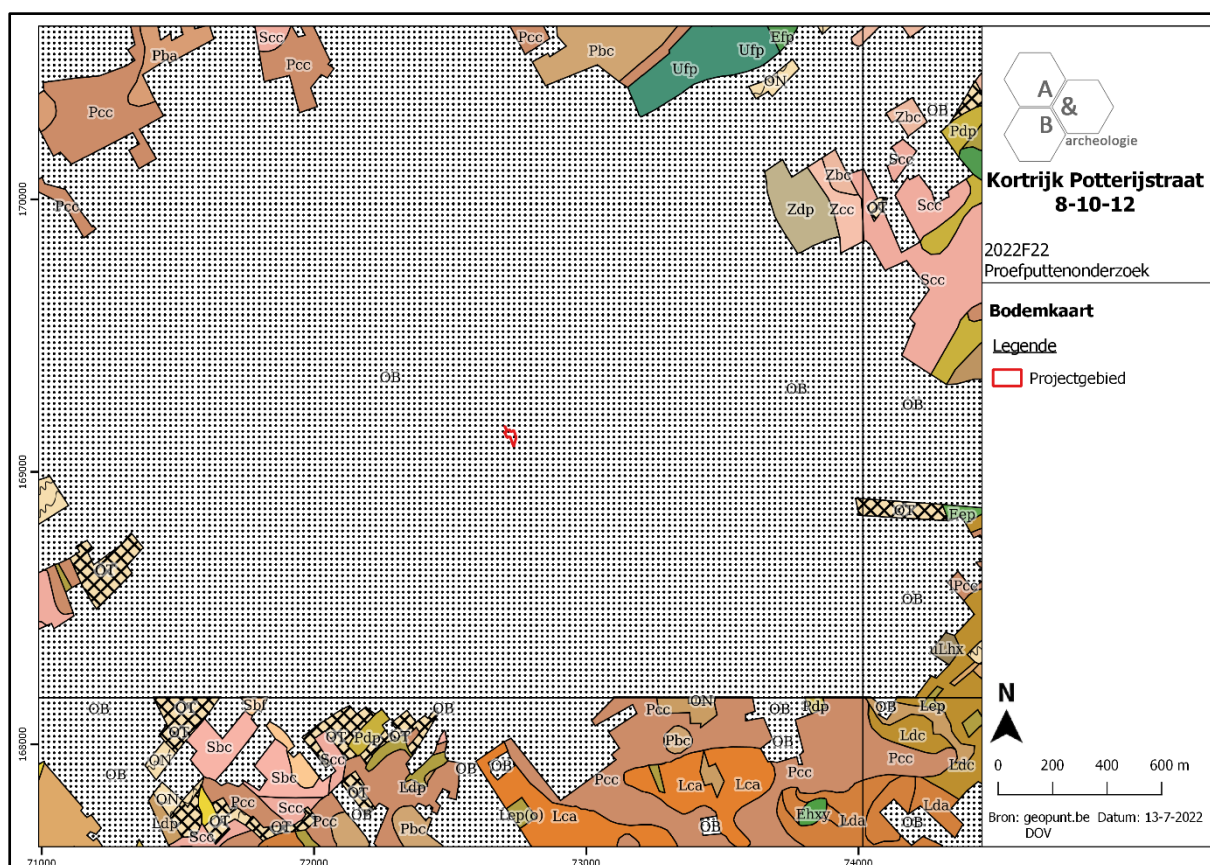 Pha
Scc
Pcc
Pcc
Pcc
Pcc
Pbc
Ufp
Ufp
Efp
ON
OB
Zbc
Pdp
Scc
Zbc
Zdp
Zcc
OT
Scc
Scc
OB
OB
OB
OT
Eep
OT
OB
Pcc
Lhx
OB
OT
Sbf
OB
OT
Sbc
OT
Pdp
OT
Scc
ON
OB
Sbc
OB
OB
ON
Ldp
Pcc
OT
Scc
OT
Scc
OT
OB
Pcc
Ldp
Pbc
Lep(o)
Lca
Pcc
Pcc
Pbc
ON
OB
OB
Pdp
Lca
Lca
OB
Pcc
Ehxy
Lda
OB
Lep
Ldc
Pcc
Ldc
Lda
OB
170000
169000
168000
71000
72000
73000
74000
A
&
B
archeologie
Kortrijk Potterijstraat
8-10-12
2022F22
Proefputtenonderzoek
Bodemkaart
Legende
Projectgebied
N
0 200 400 600 m
Bron: geopunt.be Datum: 13-7-2022
DOV